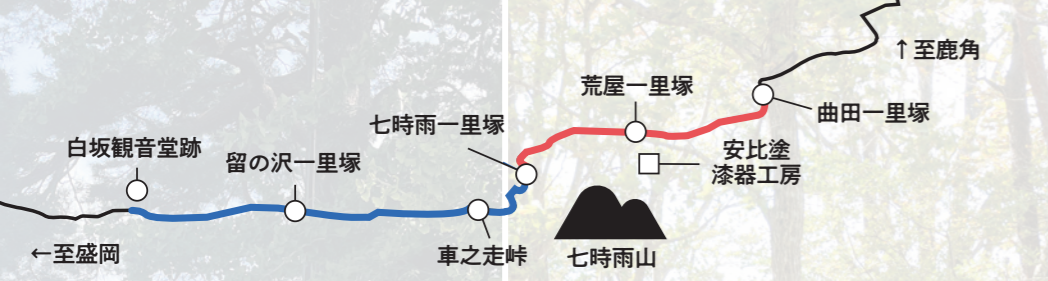 ↑至鹿角
荒屋一里塚
曲田一里塚
七時雨一里塚
白坂観音堂跡
留の沢一里塚
安比塗
漆器工房
←至盛岡
車之走峠
七時雨山